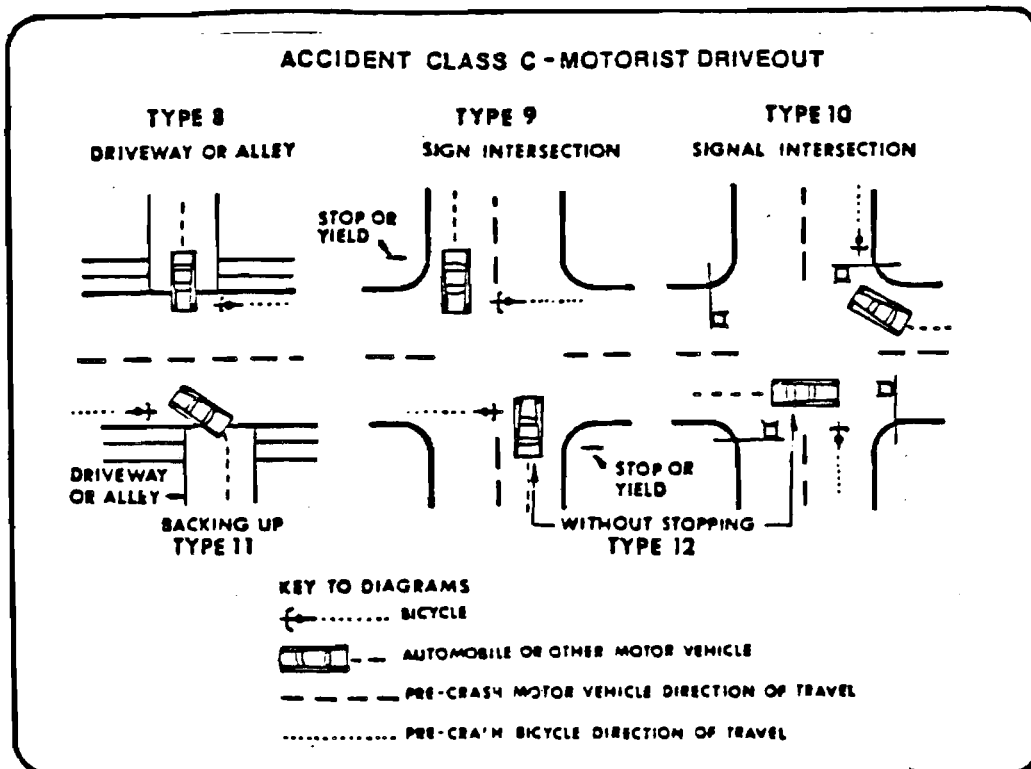 ACCIDENT CLASS C - MOTORIST DRIVEOUT
TYPE 8
DRIVEWAY OR ALLEY
TYPE 9
SIGN INTERSECTION
TYPE 10
SIGNAL INTERSECTION
STOP OR
YIELD
DRIVEWAY
OR ALLEY
BACKING UP
TYPE 11
STOP OR
YIELD
WITHOUT STOPPING
TYPE 12
KEY TO DIAGRAMS
BICYCLE
AUTOMOBILE OR OTHER MOTOR VEHICLE
PRE-CRASH MOTOR VEHICLE DIRECTION OF TRAVEL
PRE-CRA'H BICYCLE DIRECTION OF TRAVEL